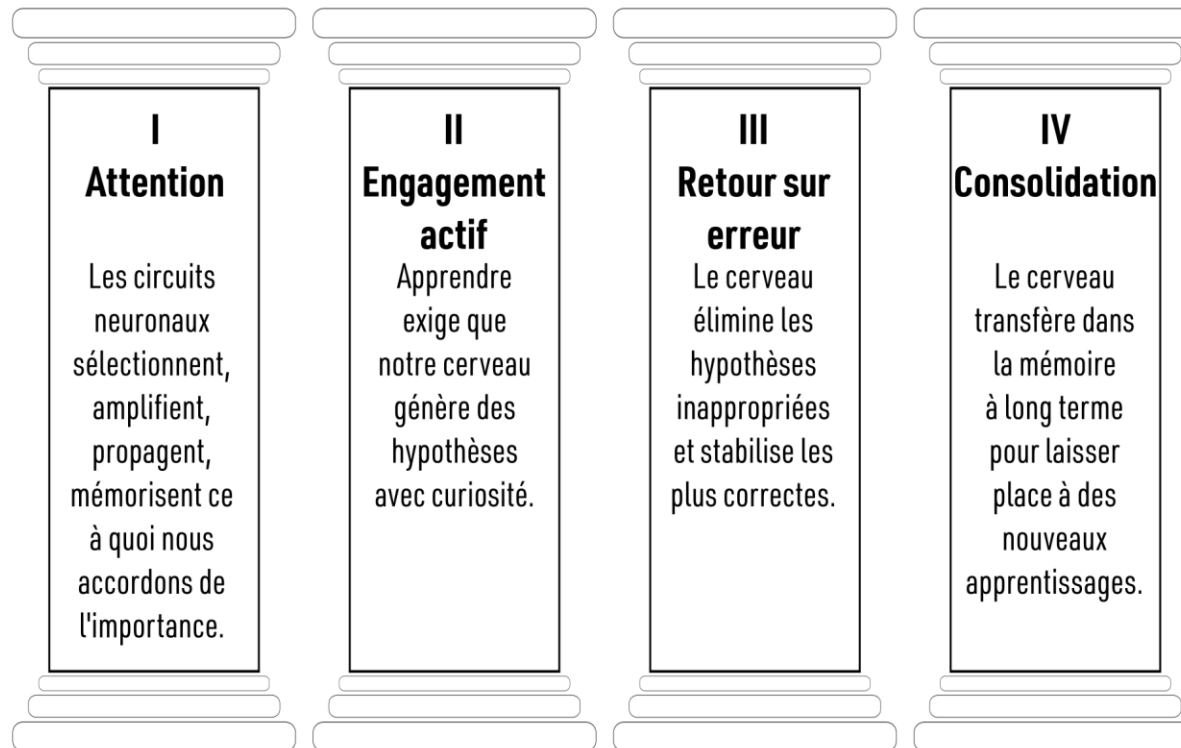 I
Attention
Les circuits
neuronaux
sélectionnent,
amplifient,
propagent,
mémorisent ce
à quoi nous
accordons de
l'importance.
II
Engagement
actif
Apprendre
exige que
notre cerveau
génère des
hypothèses
avec curiosité.
III
Retour sur
erreur
Le cerveau
élimine les
hypothèses
inappropriées
et stabilise les
plus correctes.
IV
Consolidation
Le cerveau
transfère dans
la mémoire
à long terme
pour laisser
place à des
nouveaux
apprentissages.